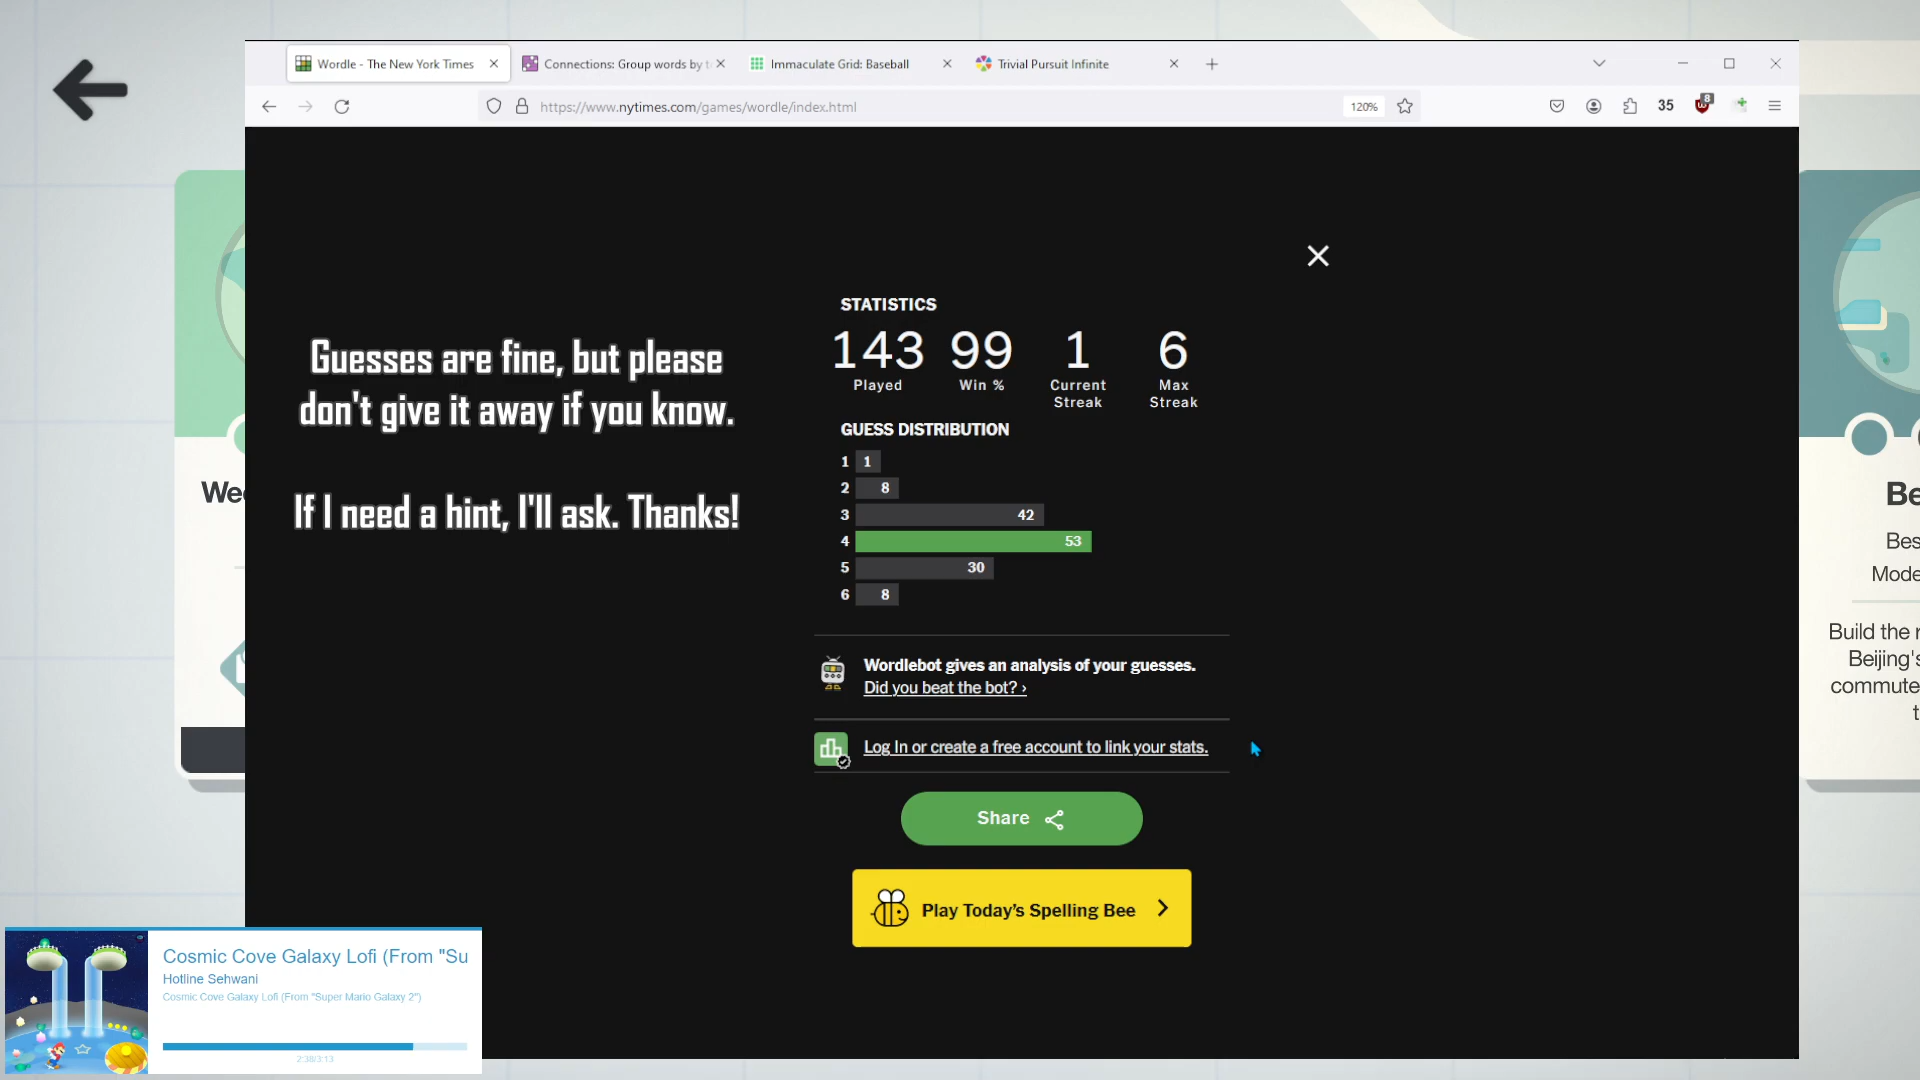 Wordle - The New York Times
Connections: Group words by t
Immaculate Grid: Baseball
Trivial Pursuit Infinite
https://www.nytimes.com/games/wordle/index.html
120%
35
8
Guesses are fine, but please
don't give it away if you know.
If I need a hint, I'll ask. Thanks!
STATISTICS
143
99
1
6
Played
Win %
Current
Streak
Max
Streak
GUESS DISTRIBUTION
1 1
2 8
3 42
4 53
5 30
6 8
Wordlebot gives an analysis of your guesses.
Did you beat the bot? ›
Log In or create a free account to link your stats.
Share
Play Today's Spelling Bee
Wee
Be
Bes
Mode
Build the r
Beijing's
commute
t
Cosmic Cove Galaxy Lofi (From "Su
Hotline Sehwani
Cosmic Cove Galaxy Lofi (From "Super Mario Galaxy 2")
2:38/3:13